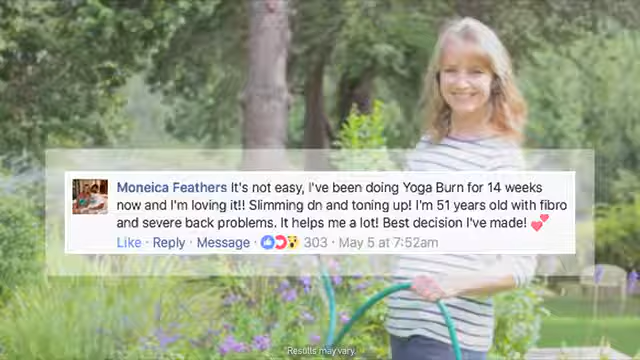 Moneica Feathers It's not easy, I've been doing Yoga Burn for 14 weeks
now and I'm loving it!! Slimming dn and toning up! I'm 51 years old with fibro
and severe back problems. It helps me a lot! Best decision I've made! 💕
Like · Reply · Message · 303 · May 5 at 7:52am
*Results may vary.